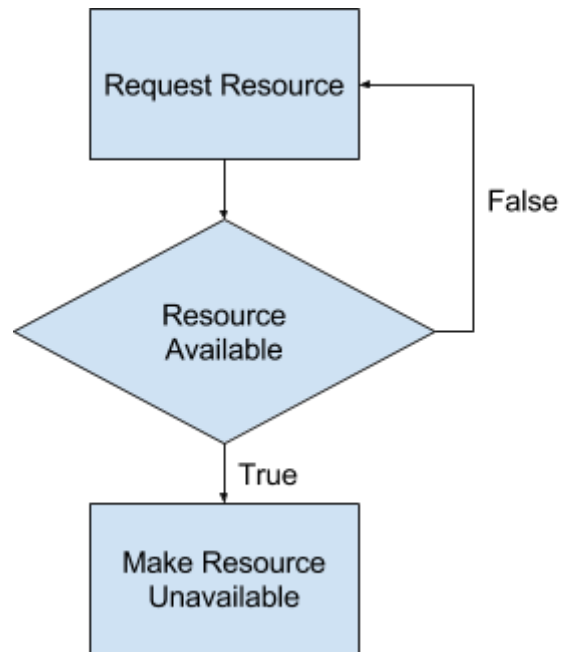 Request Resource
False
Resource
Available
True
Make Resource
Unavailable